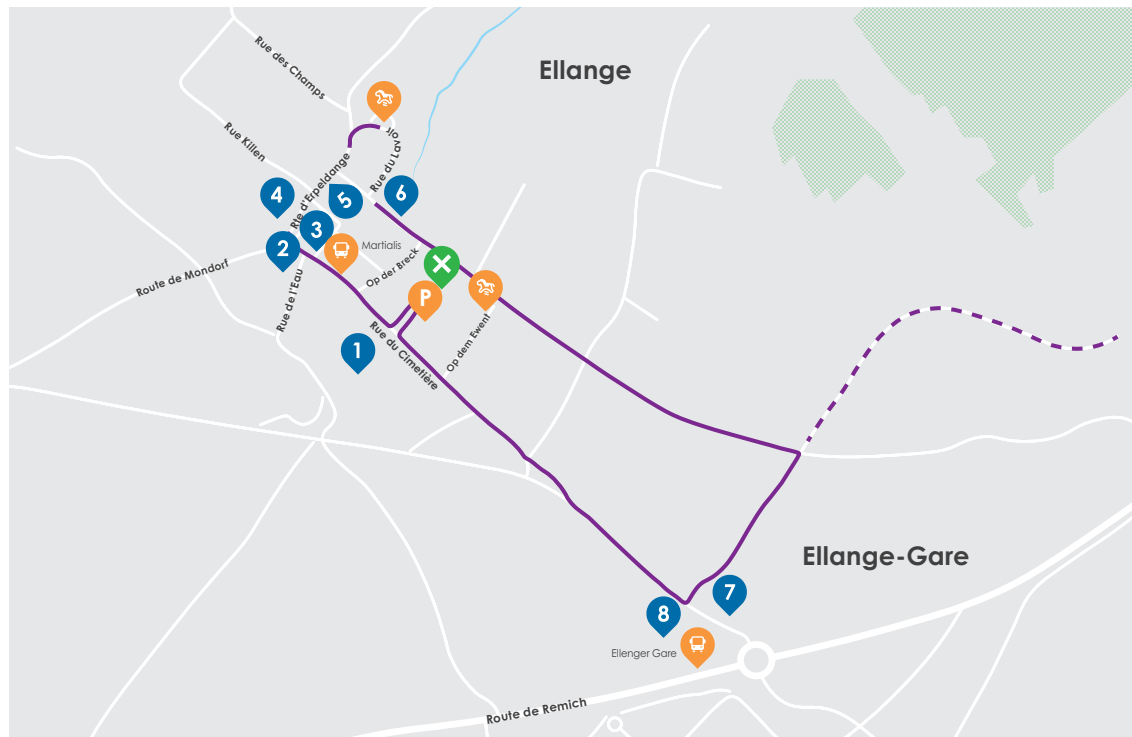 Ellange
Rue des Champs
Rue Killen
Rue du Lavoir
Rte d'Erpeldange
4
5
6
3
2
Martialis
Op der Breck
Route de Mondorf
Rue de l'Eau
P
Op dem Ewent
1
Rue du Cimetière
Ellange-Gare
7
8
Ellenger Gare
Route de Remich